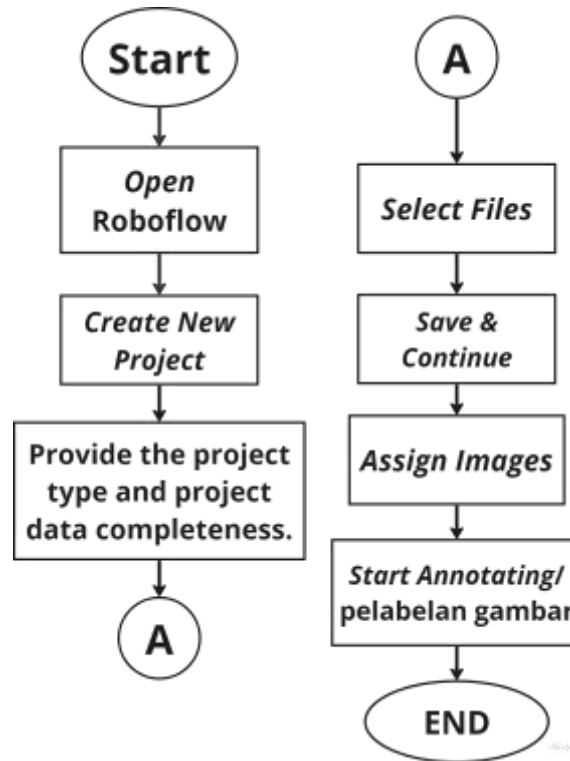 Start
Open
Roboflow
Create New
Project
Provide the project
type and project
data completeness.
A
A
Select Files
Save &
Continue
Assign Images
Start Annotating/
pelabelan gambar
END